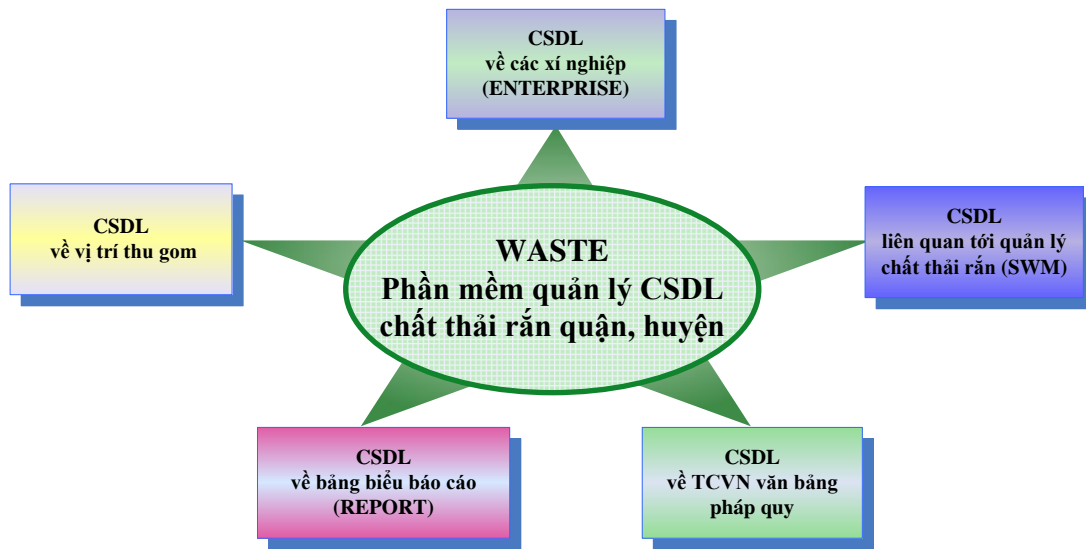 CSDL
về các xí nghiệp
(ENTERPRISE)
CSDL
về vị trí thu gom
CSDL
liên quan tới quản lý
chất thải rắn (SWM)
WASTE
Phần mềm quản lý CSDL
chất thải rắn quận, huyện
CSDL
về bảng biểu báo cáo
(REPORT)
CSDL
về TCVN văn bảng
pháp quy